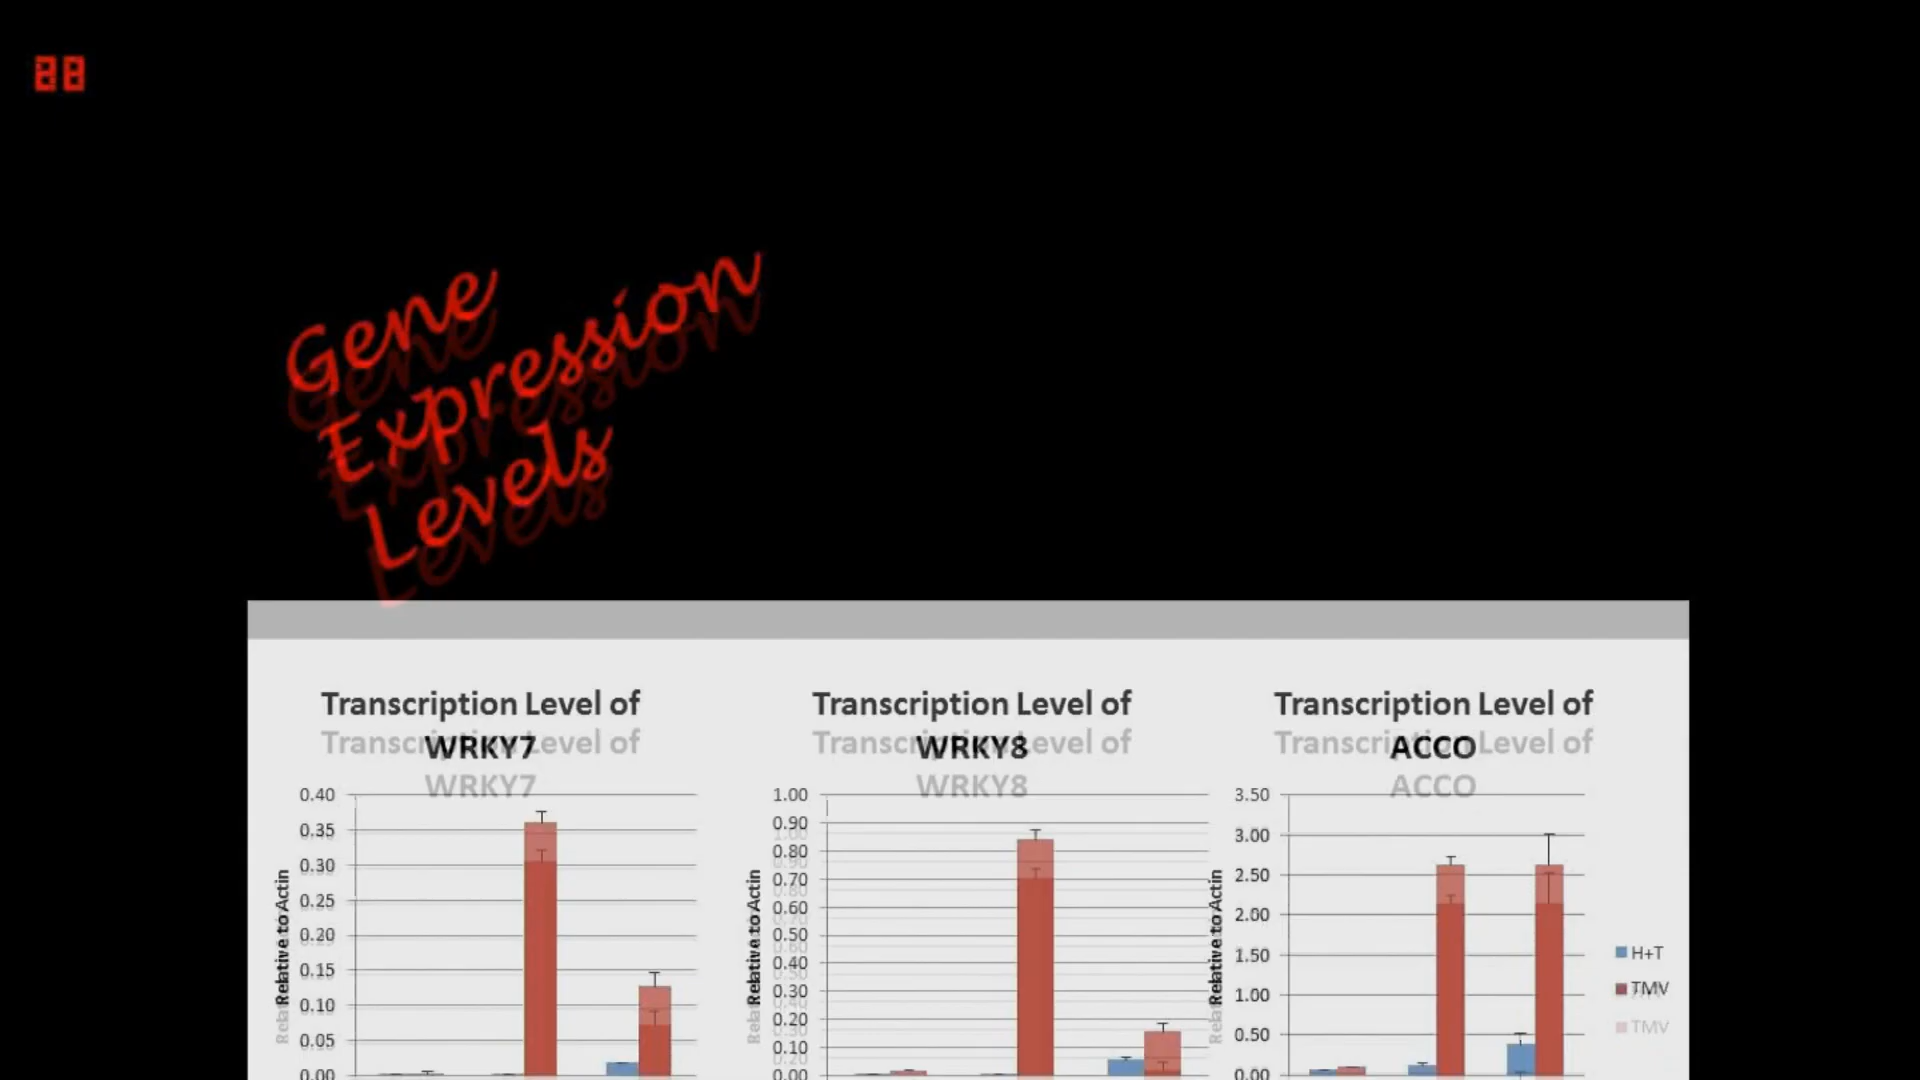 28
Gene
Expression
Levels
Transcription Level of
WRKY7
Transcription Level of
WRKY8
Transcription Level of
ACCO
Relative to Actin
0.40
0.35
0.30
0.25
0.20
0.15
0.10
0.05
0.00
Relative to Actin
1.00
0.90
0.80
0.70
0.60
0.50
0.40
0.30
0.20
0.10
0.00
Relative to Actin
3.50
3.00
2.50
2.00
1.50
1.00
0.50
0.00
H+T
TMV